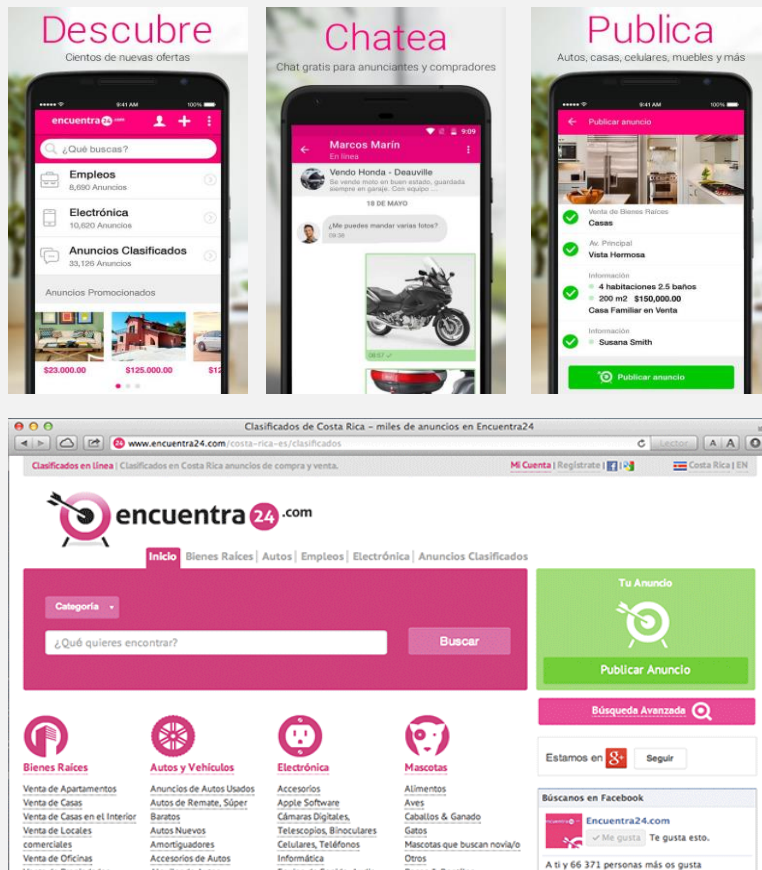 Descubre
Cientos de nuevas ofertas
9:41 AM
100%
encuentra24.com
¿Qué buscas?
Empleos
8,690 Anuncios
Electrónica
10,620 Anuncios
Anuncios Clasificados
33,126 Anuncios
Anuncios Promocionados
$23.000.00
$125.000.00
$12
Chatea
Chat gratis para anunciantes y compradores
9:09
Marcos Marín
En línea
Vendo Honda - Deauville
Se vende moto en buen estado, guardada
siempre en garaje. Con equipo ...
18 DE MAYO
¿Me puedes mandar varias fotos?
08:38
08:57
Publica
Autos, casas, celulares, muebles y más
9:41 AM
100%
Publicar anuncio
Venta de Bienes Raíces
Casas
Av. Principal
Vista Hermosa
Información
4 habitaciones 2.5 baños
200 m2 $150,000.00
Casa Familiar en Venta
Información
Susana Smith
Publicar anuncio
Clasificados de Costa Rica – miles de anuncios en Encuentra24
www.encuentra24.com/costa-rica-es/clasificados
Lector
A A
Clasificados en línea | Clasificados en Costa Rica anuncios de compra y venta.
Mi Cuenta | Regístrate |
Costa Rica | EN
encuentra24.com
Inicio Bienes Raíces | Autos | Empleos | Electrónica | Anuncios Clasificados
Categoría
¿Qué quieres encontrar?
Buscar
Tu Anuncio
Publicar Anuncio
Búsqueda Avanzada
Bienes Raíces
Venta de Apartamentos
Venta de Casas
Venta de Casas en el Interior
Venta de Locales
comerciales
Venta de Oficinas
Autos y Vehículos
Anuncios de Autos Usados
Autos de Remate, Súper
Baratos
Autos Nuevos
Amortiguadores
Accesorios de Autos
Electrónica
Accesorios
Apple Software
Cámaras Digitales,
Telescopios, Binoculares
Celulares, Teléfonos
Informática
Mascotas
Alimentos
Aves
Caballos & Ganado
Gatos
Mascotas que buscan novia/o
Otros
Estamos en g+ Seguir
Búscanos en Facebook
Encuentra24.com
Me gusta Te gusta esto.
A ti y 66 371 personas más os gusta